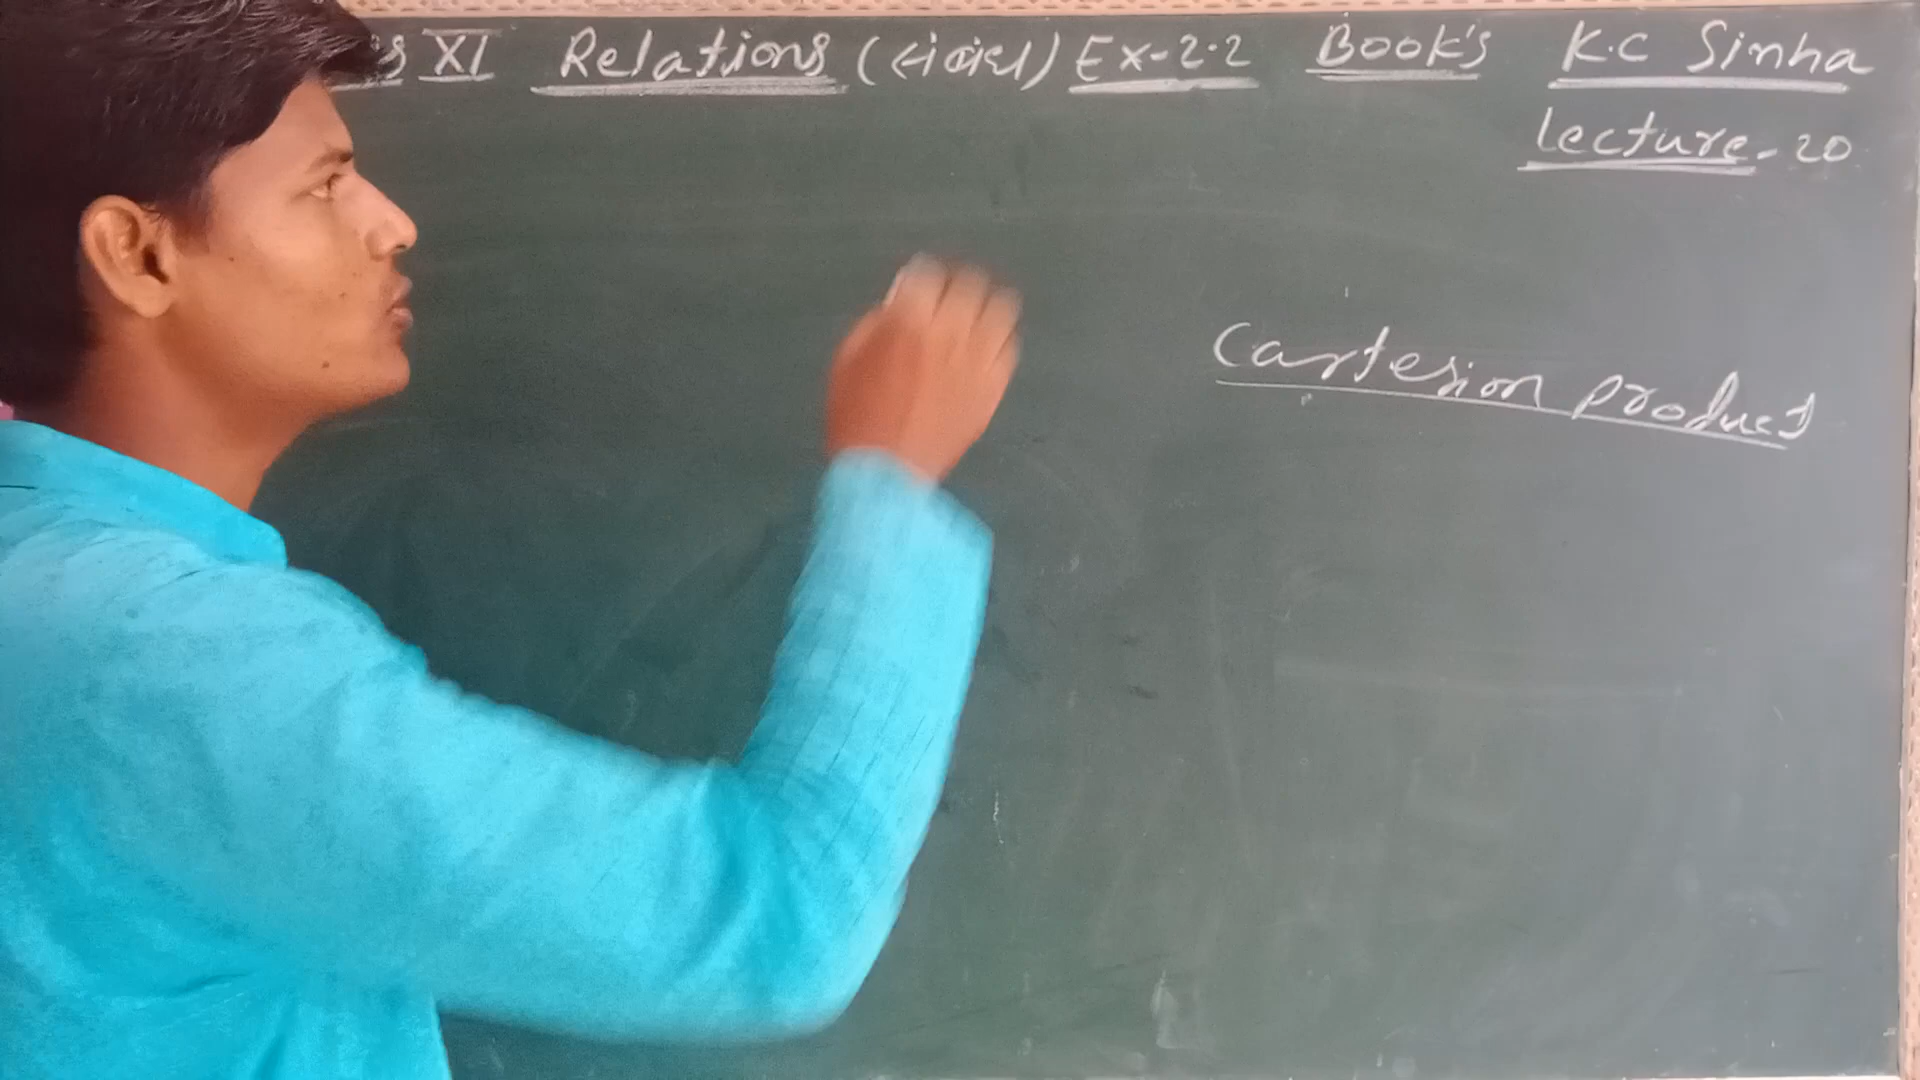 s XI Relations (संबंध) Ex-2.2 Book's K.C Sinha
Lecture-20
Cartesion product